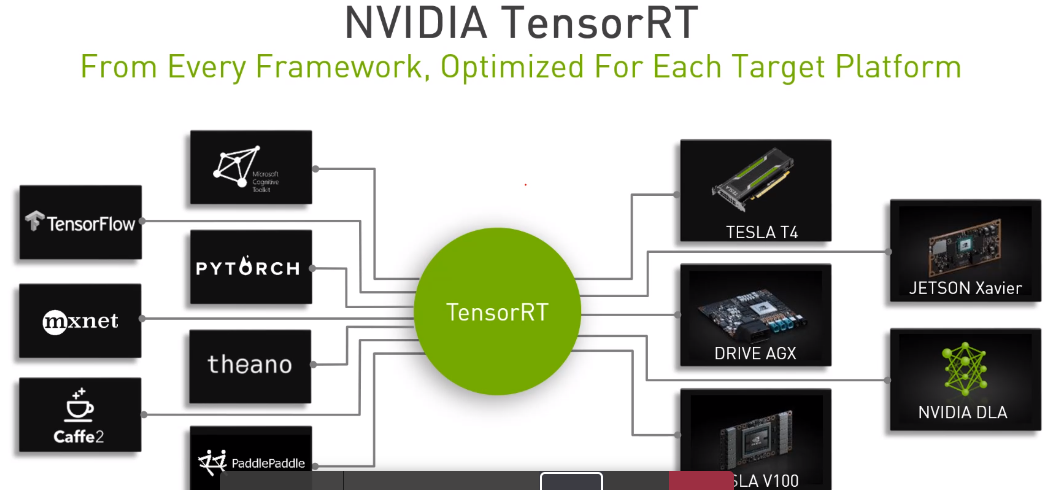 NVIDIA TensorRT
From Every Framework, Optimized For Each Target Platform
Microsoft
Cognitive
Toolkit
TensorFlow
PYTORCH
mxnet
theano
Caffe2
PaddlePaddle
TensorRT
TESLA T4
JETSON Xavier
DRIVE AGX
NVIDIA DLA
SLA V100